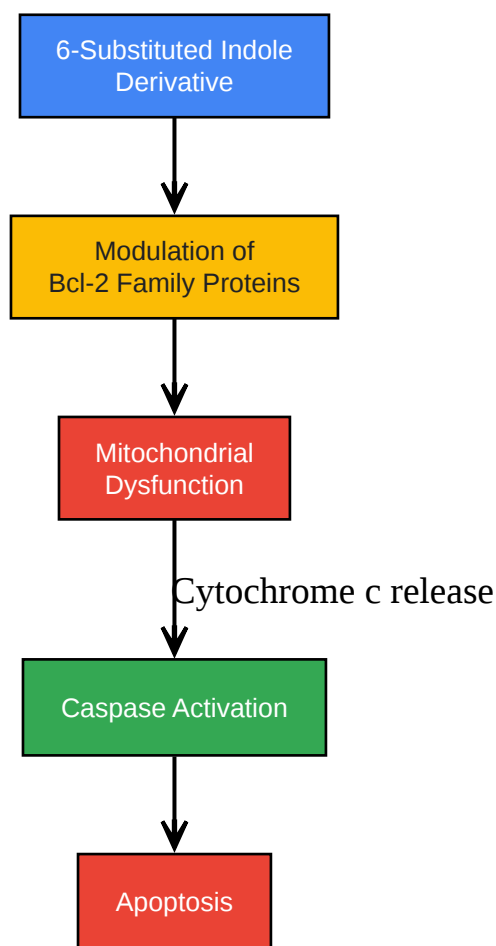 6-Substituted Indole
Derivative
Modulation of
Bcl-2 Family Proteins
Mitochondrial
Dysfunction
Cytochrome c release
Caspase Activation
Apoptosis